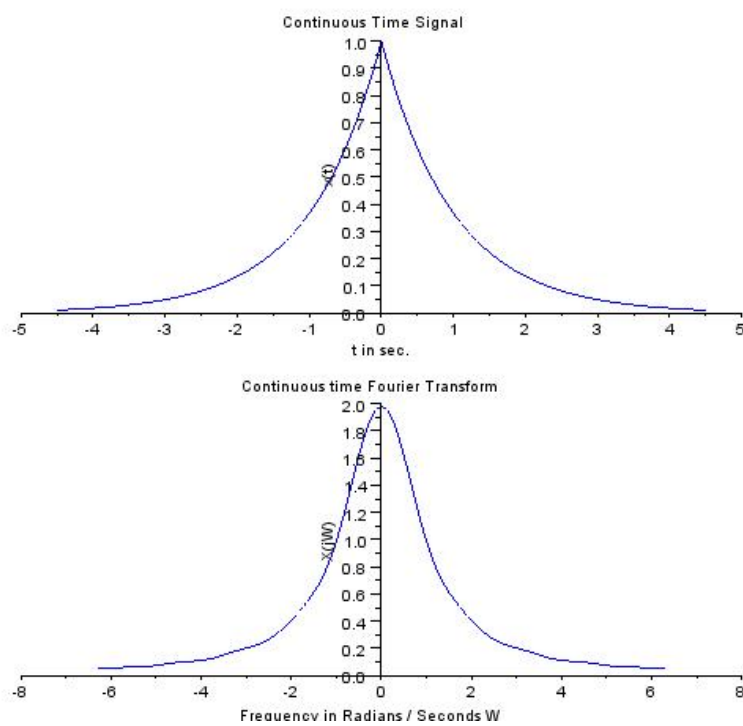 Continuous Time Signal
1.0
0.9
0.8
0.7
0.6
x(t)
0.5
0.4
0.3
0.2
0.1
0.0
-5 -4 -3 -2 -1 0 1 2 3 4 5
t in sec.
Continuous time Fourier Transform
2.0
1.8
1.6
1.4
1.2
X(jW)
1.0
0.8
0.6
0.4
0.2
0.0
-8 -6 -4 -2 0 2 4 6 8
Frequency in Radians / Seconds W